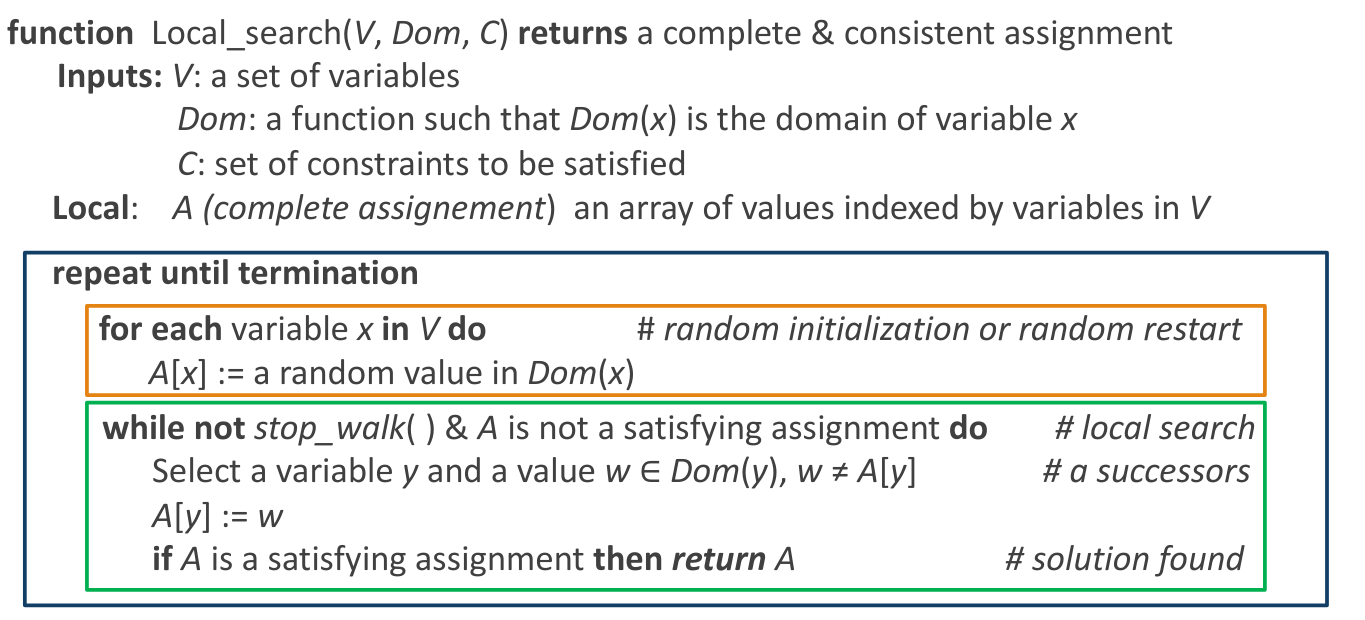 function Local_search(V, Dom, C) returns a complete & consistent assignment
Inputs: V: a set of variables
Dom: a function such that Dom(x) is the domain of variable x
C: set of constraints to be satisfied
Local: A (complete assignement) an array of values indexed by variables in V
repeat until termination
for each variable x in V do # random initialization or random restart
A[x] := a random value in Dom(x)
while not stop_walk( ) & A is not a satisfying assignment do # local search
Select a variable y and a value w ∈ Dom(y), w ≠ A[y] # a successors
A[y] := w
if A is a satisfying assignment then return A # solution found